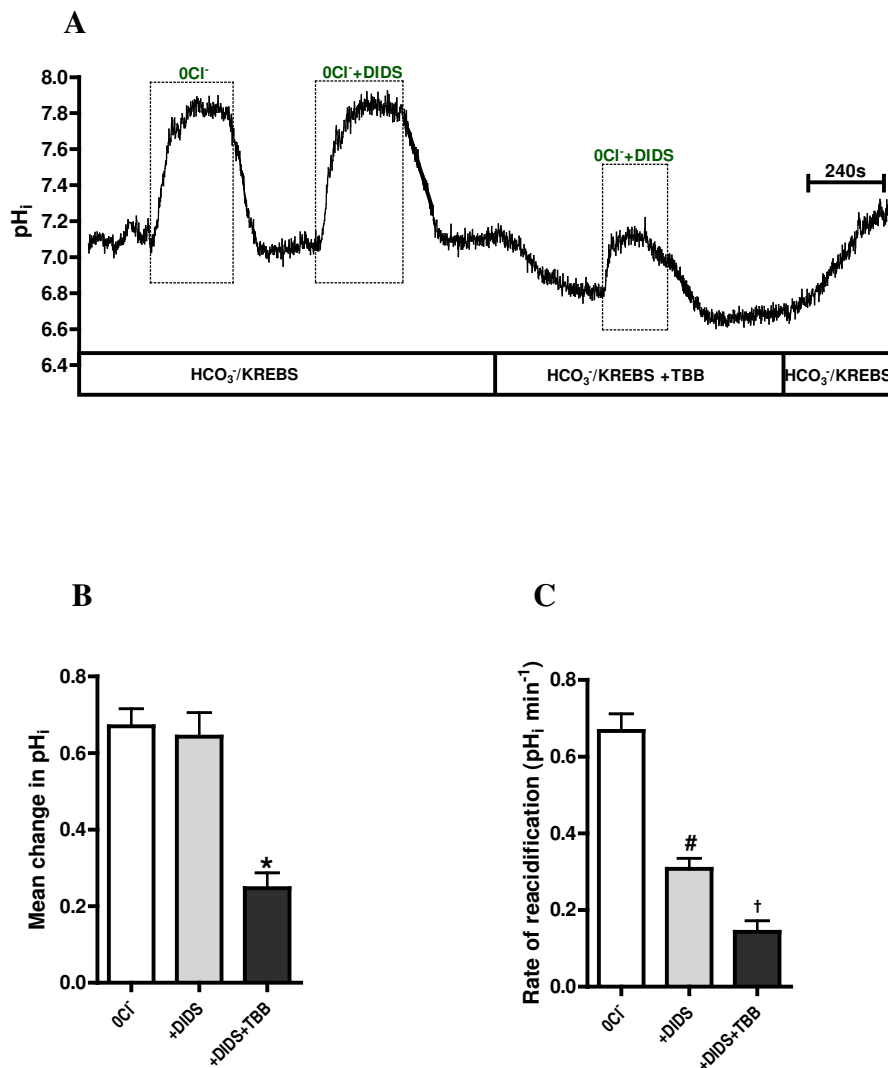 A
0Cl⁻ 0Cl⁻+DIDS
8.0
7.8
7.6
0Cl⁻+DIDS
7.4
240s
7.2
7.0
6.8
6.6
6.4
pHᵢ
HCO₃⁻/KREBS HCO₃⁻/KREBS +TBB HCO₃⁻/KREBS
B
Mean change in pHᵢ
0.8
0.6
0.4
0.2
0.0
*
0Cl⁻
+DIDS
+DIDS+TBB
C
Rate of reacidification (pHᵢ min⁻¹)
0.8
0.6
0.4
0.2
0.0
#
†
0Cl⁻
+DIDS
+DIDS+TBB